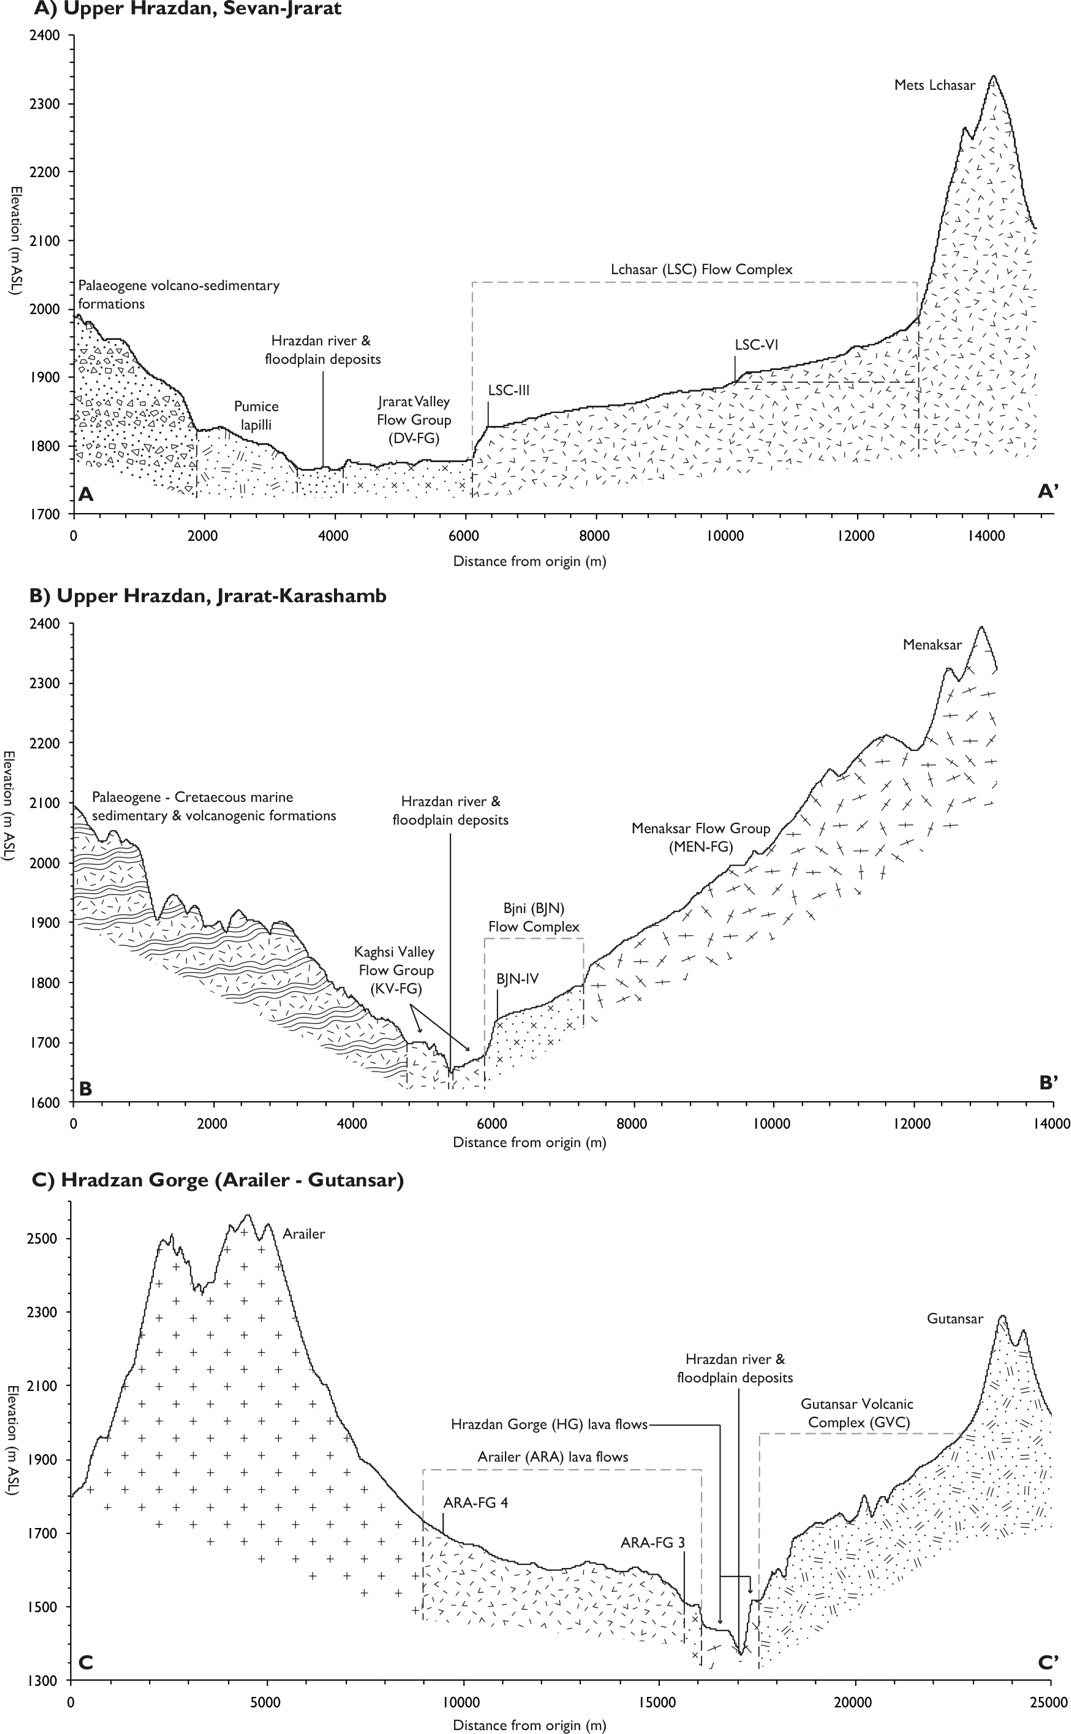 A) Upper Hrazdan, Sevan-Jrarat
2400
2300
2200
2100
2000
1900
1800
1700
Elevation (m ASL)
Mets Lchasar
Lchasar (LSC) Flow Complex
Palaeogene volcano-sedimentary
formations
Hrazdan river &
floodplain deposits
LSC-VI
LSC-III
Pumice
lapilli
Jrarat Valley
Flow Group
(DV-FG)
A
A'
0 2000 4000 6000 8000 10000 12000 14000
Distance from origin (m)
B) Upper Hrazdan, Jrarat-Karashamb
2400
2300
2200
2100
2000
1900
1800
1700
1600
Elevation (m ASL)
Menaksar
Palaeogene - Cretaecous marine
sedimentary & volcanogenic formations
Hrazdan river &
floodplain deposits
Menaksar Flow Group
(MEN-FG)
Bjni (BJN)
Flow Complex
Kaghsi Valley
Flow Group
(KV-FG)
BJN-IV
B
B'
0 2000 4000 6000 8000 10000 12000 14000
Distance from origin (m)
C) Hradzan Gorge (Arailer - Gutansar)
2500
2300
2100
1900
1700
1500
1300
Elevation (m ASL)
Arailer
Gutansar
Hrazdan river &
floodplain deposits
Gutansar Volcanic
Complex (GVC)
Hrazdan Gorge (HG) lava flows
Arailer (ARA) lava flows
ARA-FG 4
ARA-FG 3
C
C'
0 5000 10000 15000 20000 25000
Distance from origin (m)